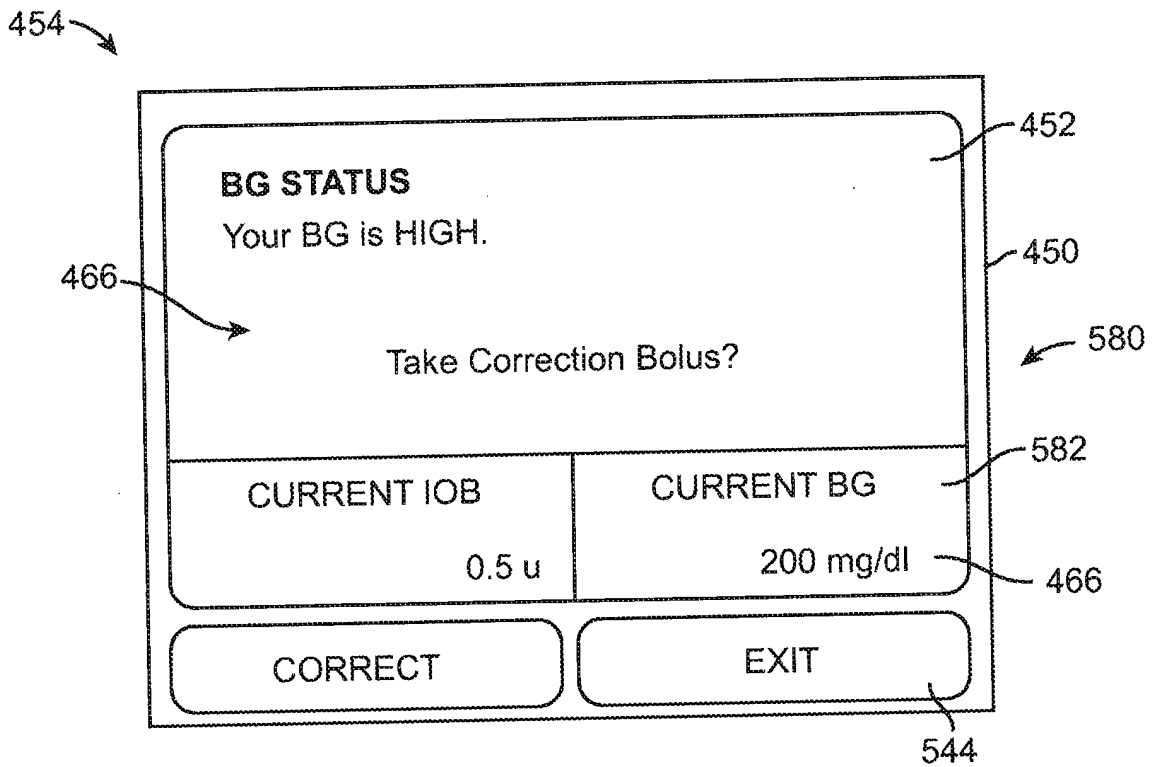 454
452
BG STATUS
Your BG is HIGH.
450
466
580
Take Correction Bolus?
582
CURRENT IOB
CURRENT BG
0.5 u
200 mg/dl
466
CORRECT
EXIT
544